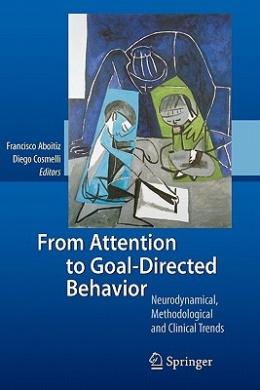 Francisco Aboitiz
Diego Cosmelli
Editors
From Attention
to Goal-Directed
Behavior
Neurodynamical,
Methodological
and Clinical Trends
Springer